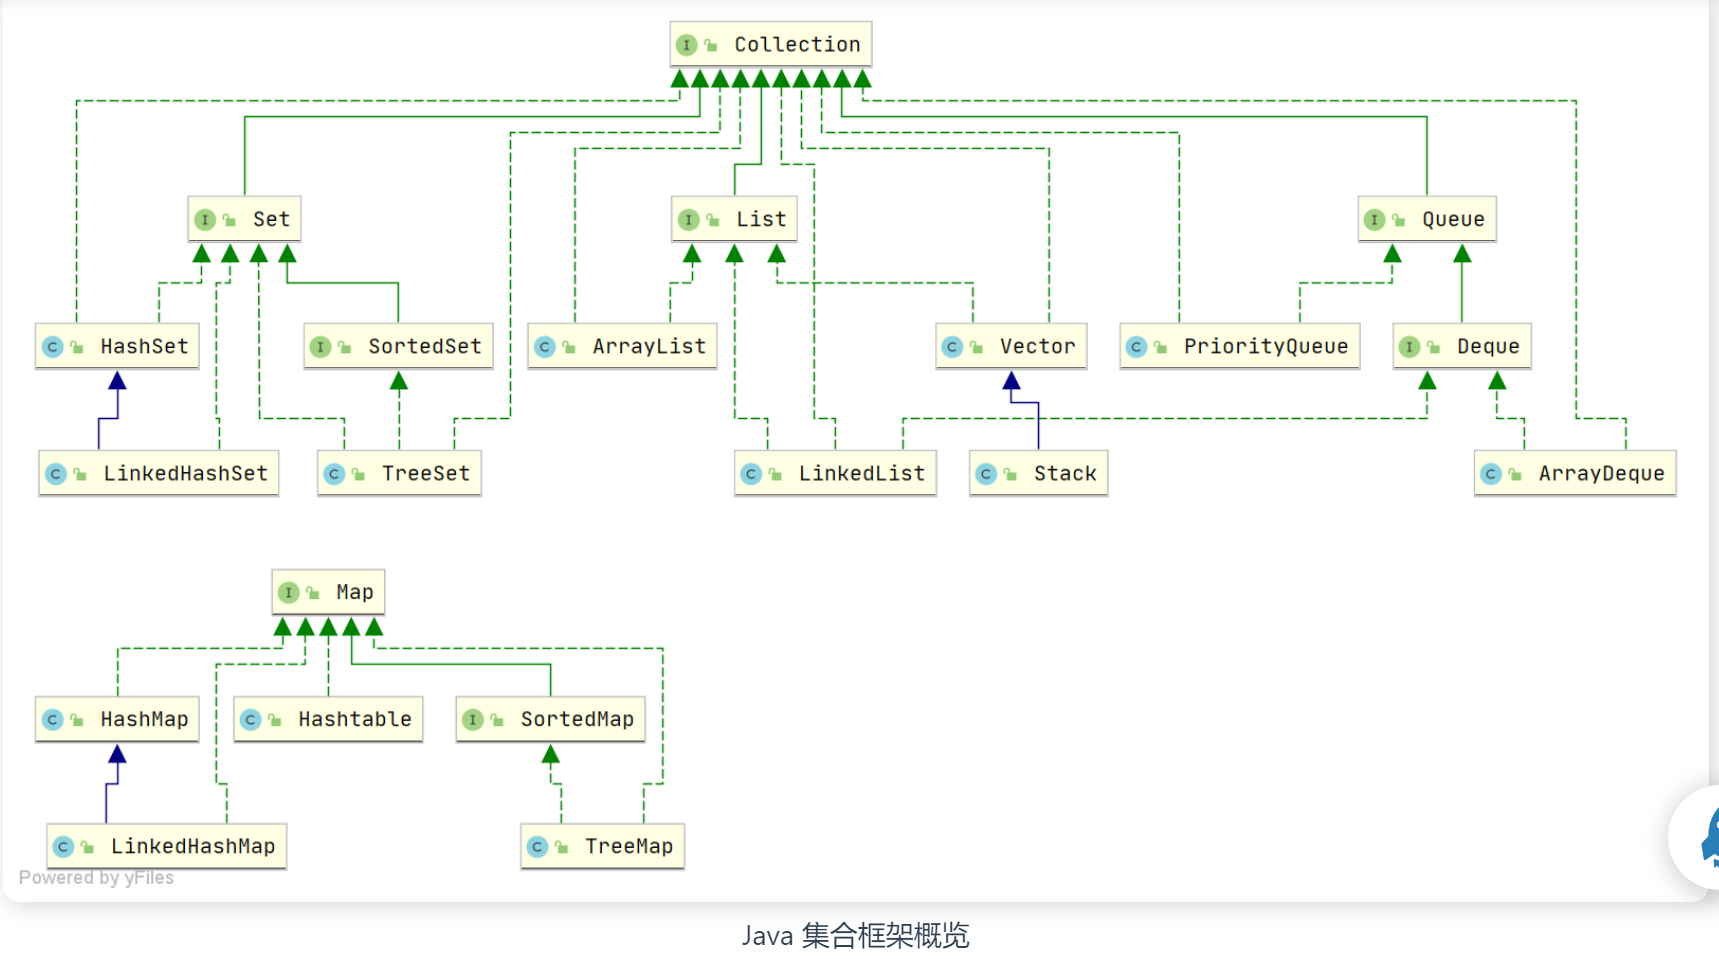 I Collection
I Set
I List
I Queue
C HashSet
I SortedSet
C ArrayList
C Vector
C PriorityQueue
I Deque
C LinkedHashSet
C TreeSet
C LinkedList
C Stack
C ArrayDeque
I Map
C HashMap
C Hashtable
I SortedMap
C LinkedHashMap
C TreeMap
Powered by yFiles
Java 集合框架概览